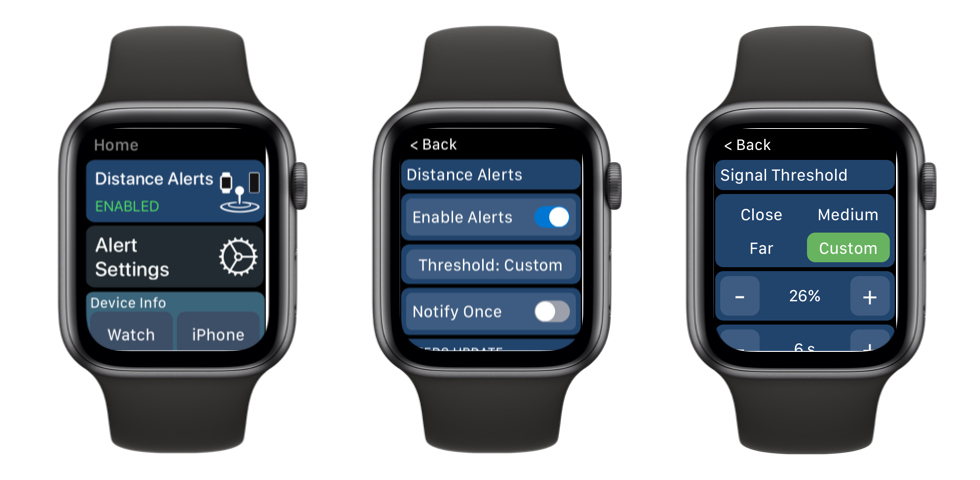 Home
Distance Alerts
ENABLED
Alert
Settings
Device Info
Watch iPhone
< Back
Distance Alerts
Enable Alerts
Threshold: Custom
Notify Once
< Back
Signal Threshold
Close Medium
Far Custom
- 26% +
- 6 s +